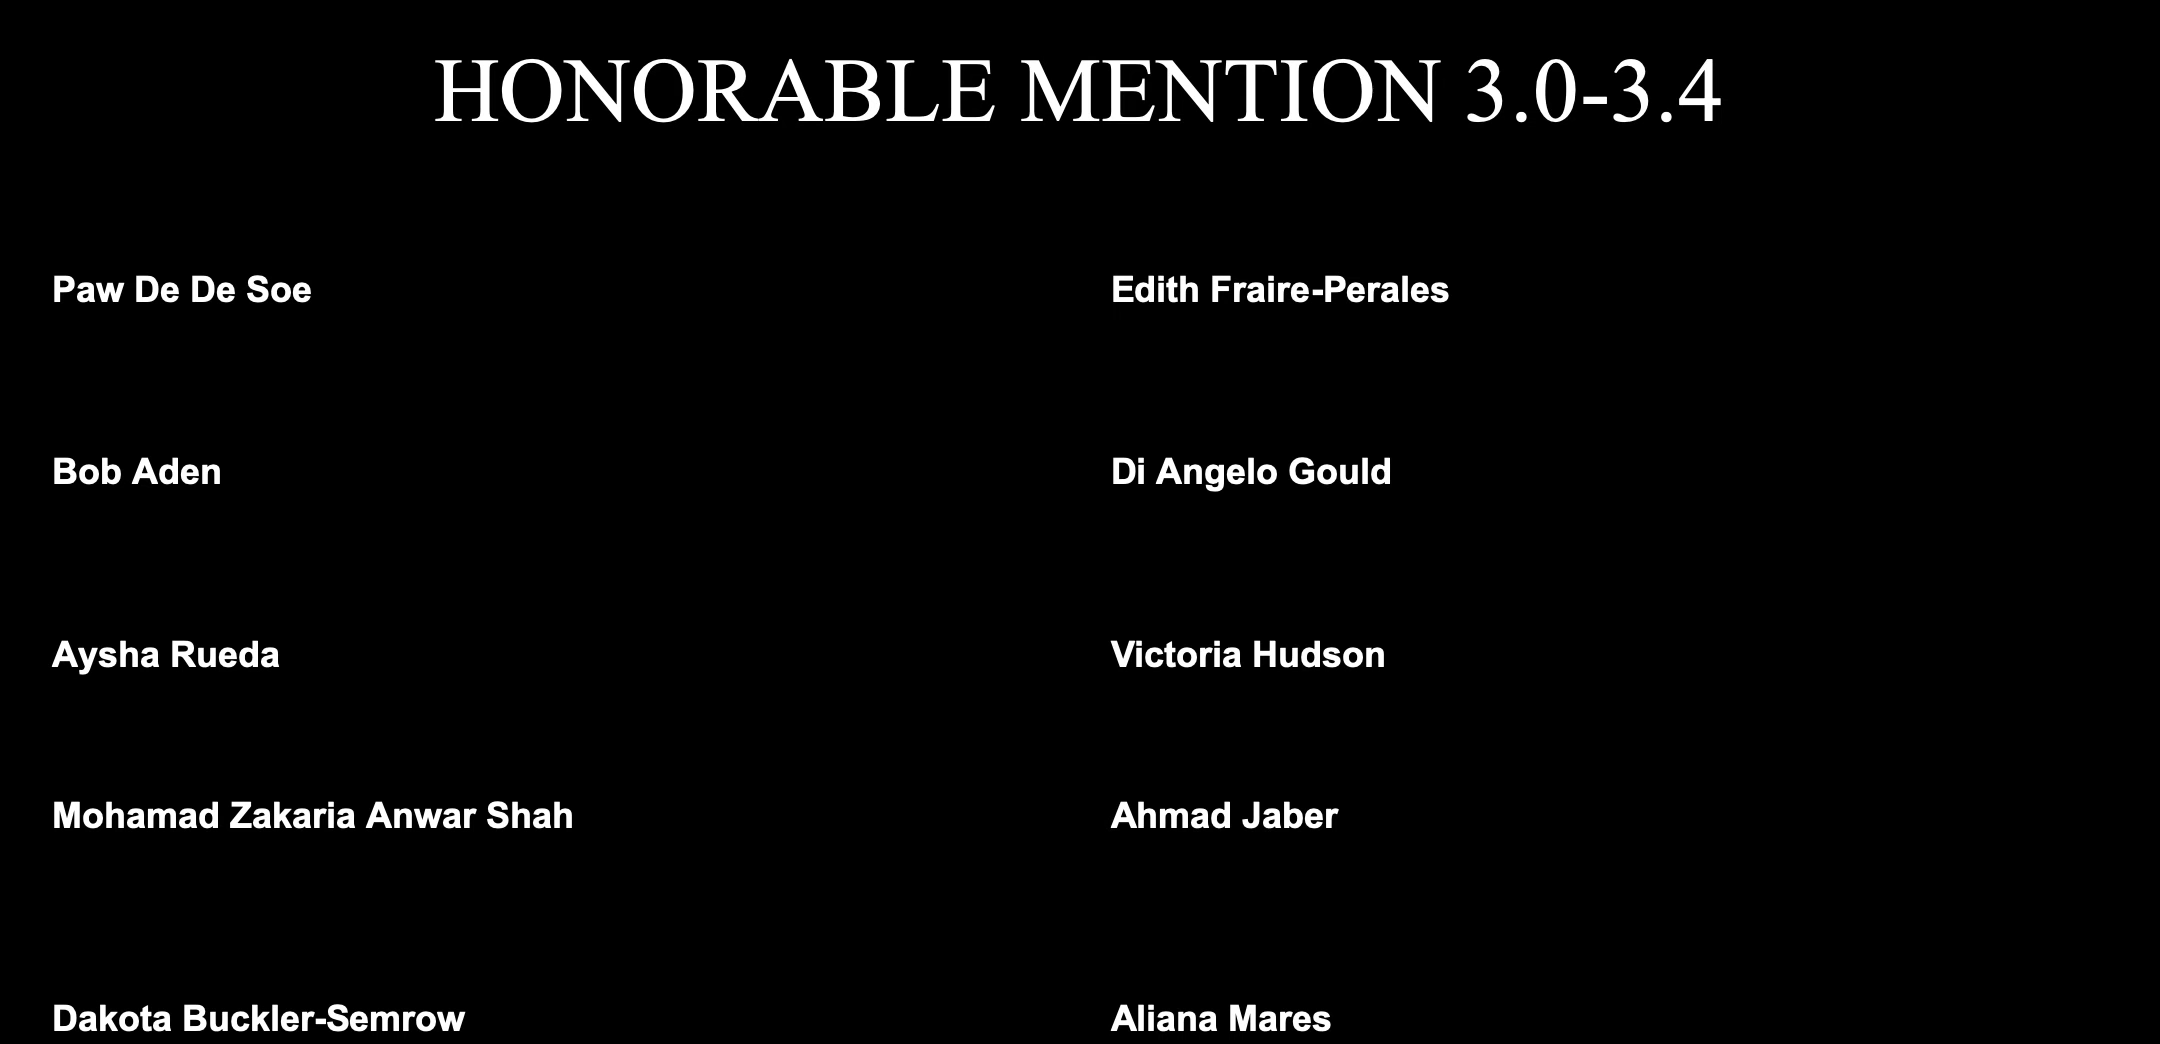 HONORABLE MENTION 3.0-3.4
Paw De De Soe
Edith Fraire-Perales
Bob Aden
Di Angelo Gould
Aysha Rueda
Victoria Hudson
Mohamad Zakaria Anwar Shah
Ahmad Jaber
Dakota Buckler-Semrow
Aliana Mares